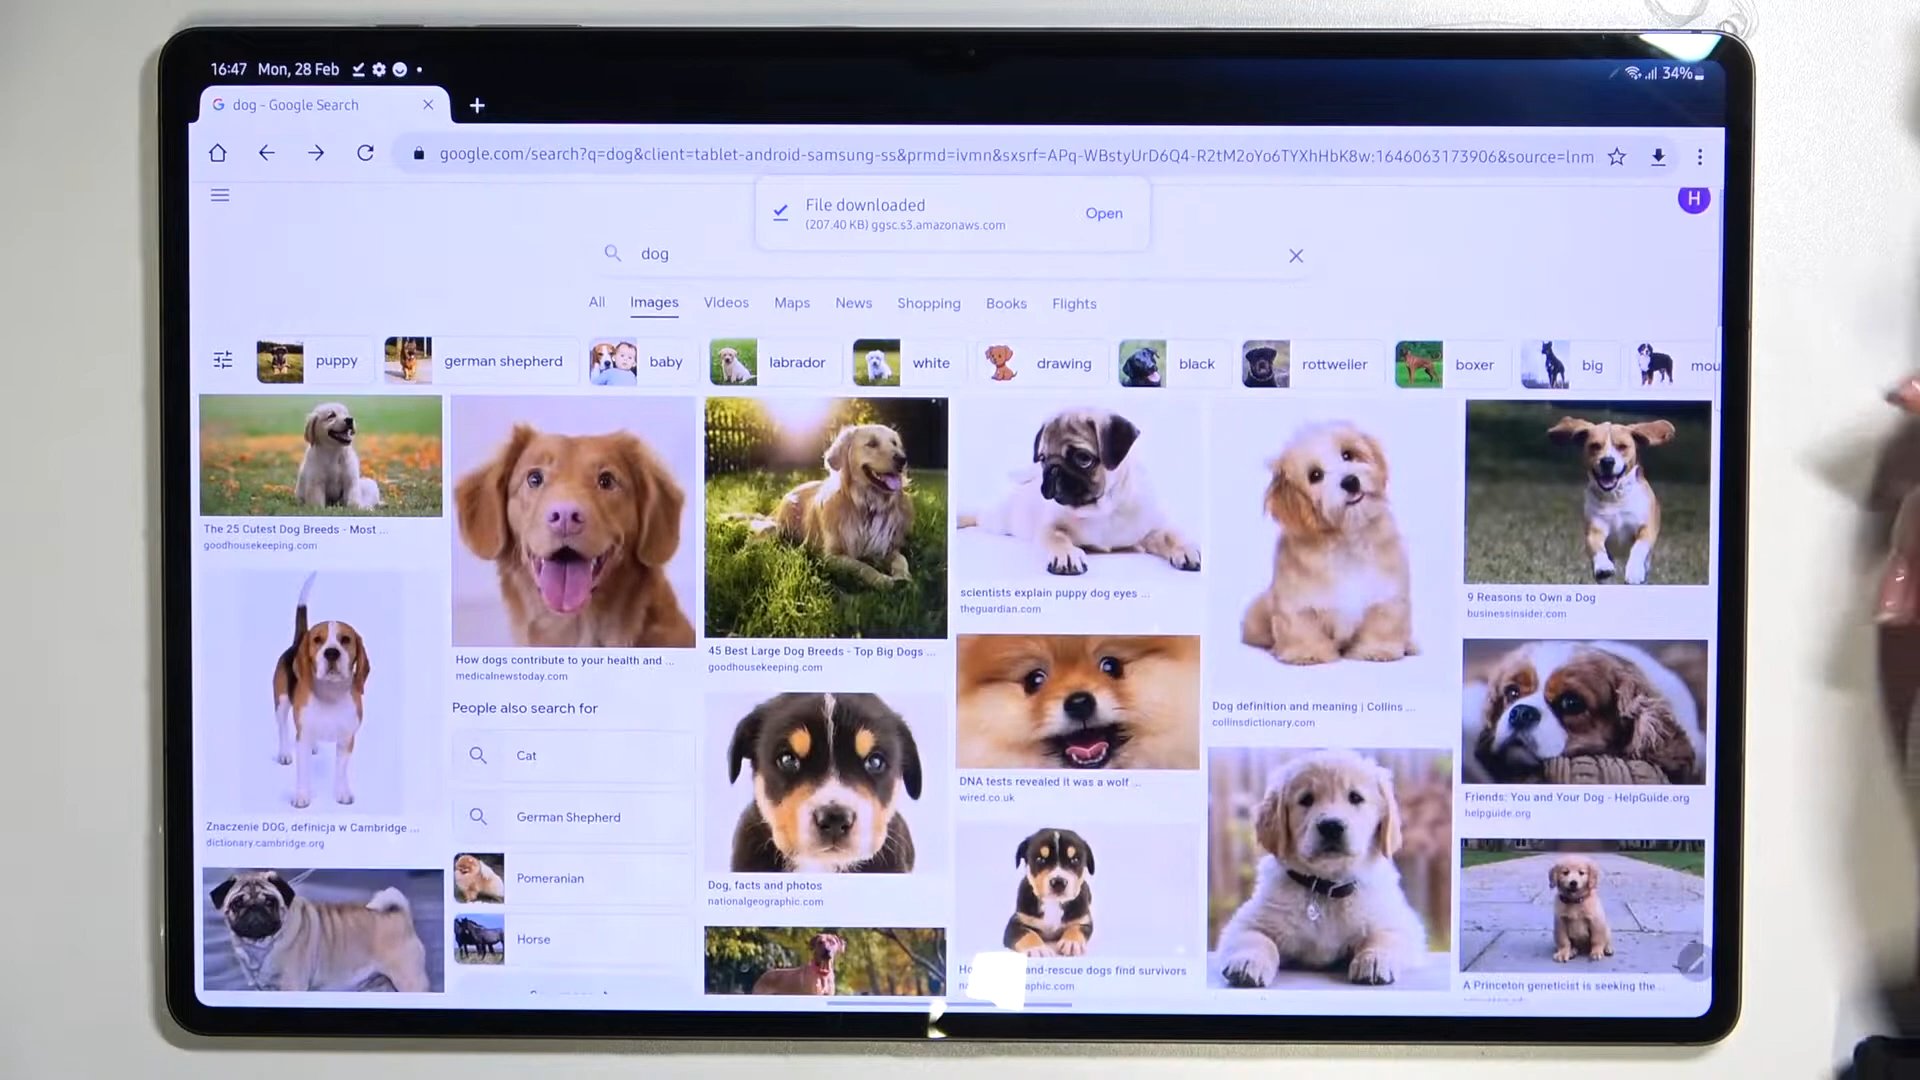 16:47 Mon, 28 Feb
34%
dog - Google Search
google.com/search?q=dog&client=tablet-android-samsung-ss&prmd=ivmn&sxsrf=APq-WBstyUrD6Q4-R2tM2oYo6TYXhHbK8w:1646063173906&source=lnm
File downloaded
Open
(207.40 KB) ggsc.s3.amazonaws.com
H
dog
All Images Videos Maps News Shopping Books Flights
puppy german shepherd baby labrador white drawing black rottweiler boxer big mou
The 25 Cutest Dog Breeds - Most ...
goodhousekeeping.com
Znaczenie DOG, definicja w Cambridge ...
dictionary.cambridge.org
How dogs contribute to your health and ...
medicalnewstoday.com
People also search for
Cat
German Shepherd
Pomeranian
Horse
45 Best Large Dog Breeds - Top Big Dogs ...
goodhousekeeping.com
Dog, facts and photos
nationalgeographic.com
scientists explain puppy dog eyes ...
theguardian.com
DNA tests revealed it was a wolf ...
wired.co.uk
and-rescue dogs find survivors
Dog definition and meaning | Collins ...
collinsdictionary.com
9 Reasons to Own a Dog
businessinsider.com
Friends: You and Your Dog - HelpGuide.org
helpguide.org
A Princeton geneticist is seeking the...